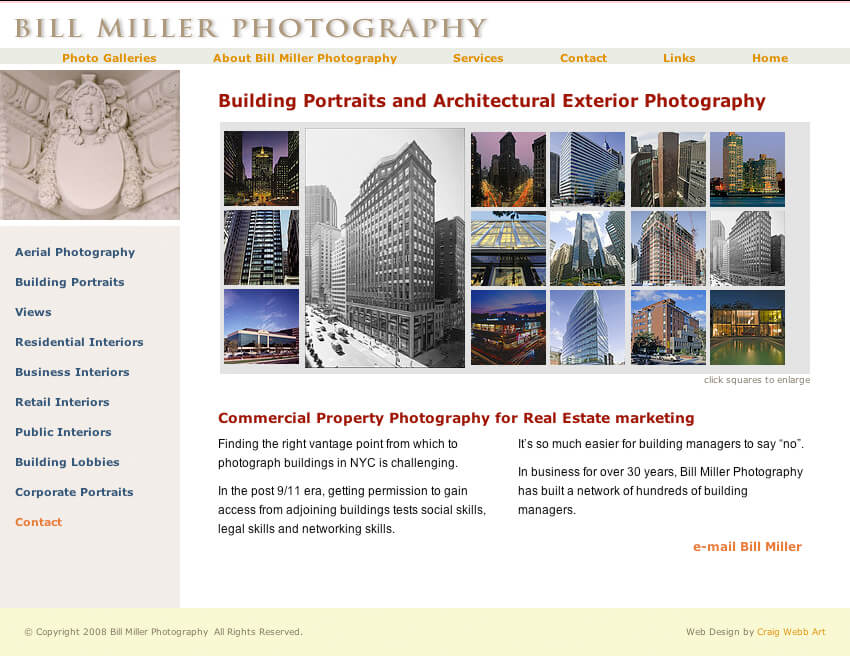 BILL MILLER PHOTOGRAPHY
Photo Galleries About Bill Miller Photography Services Contact Links Home
Building Portraits and Architectural Exterior Photography
click squares to enlarge
Aerial Photography
Building Portraits
Views
Residential Interiors
Business Interiors
Retail Interiors
Public Interiors
Building Lobbies
Corporate Portraits
Contact
Commercial Property Photography for Real Estate marketing
Finding the right vantage point from which to
photograph buildings in NYC is challenging.
In the post 9/11 era, getting permission to gain
access from adjoining buildings tests social skills,
legal skills and networking skills.
It's so much easier for building managers to say “no”.
In business for over 30 years, Bill Miller Photography
has built a network of hundreds of building
managers.
e-mail Bill Miller
© Copyright 2008 Bill Miller Photography  All Rights Reserved.
Web Design by Craig Webb Art